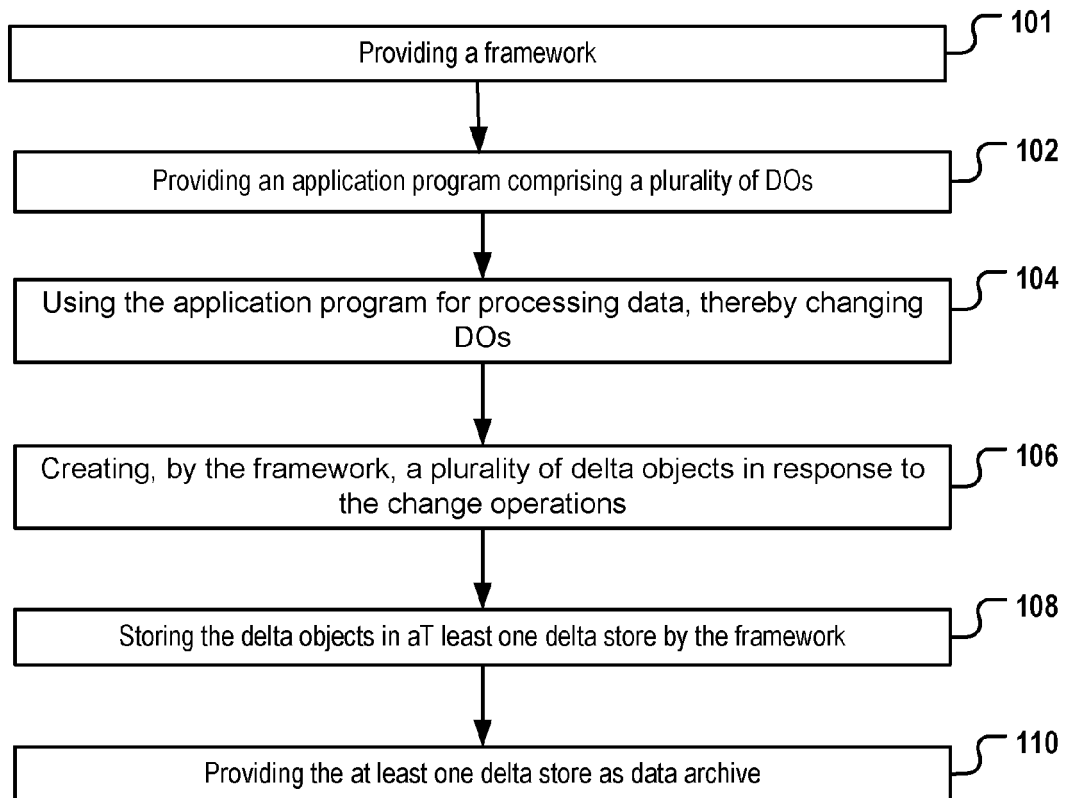 101
Providing a framework
102
Providing an application program comprising a plurality of DOs
104
Using the application program for processing data, thereby changing
DOs
106
Creating, by the framework, a plurality of delta objects in response to
the change operations
108
Storing the delta objects in aT least one delta store by the framework
110
Providing the at least one delta store as data archive